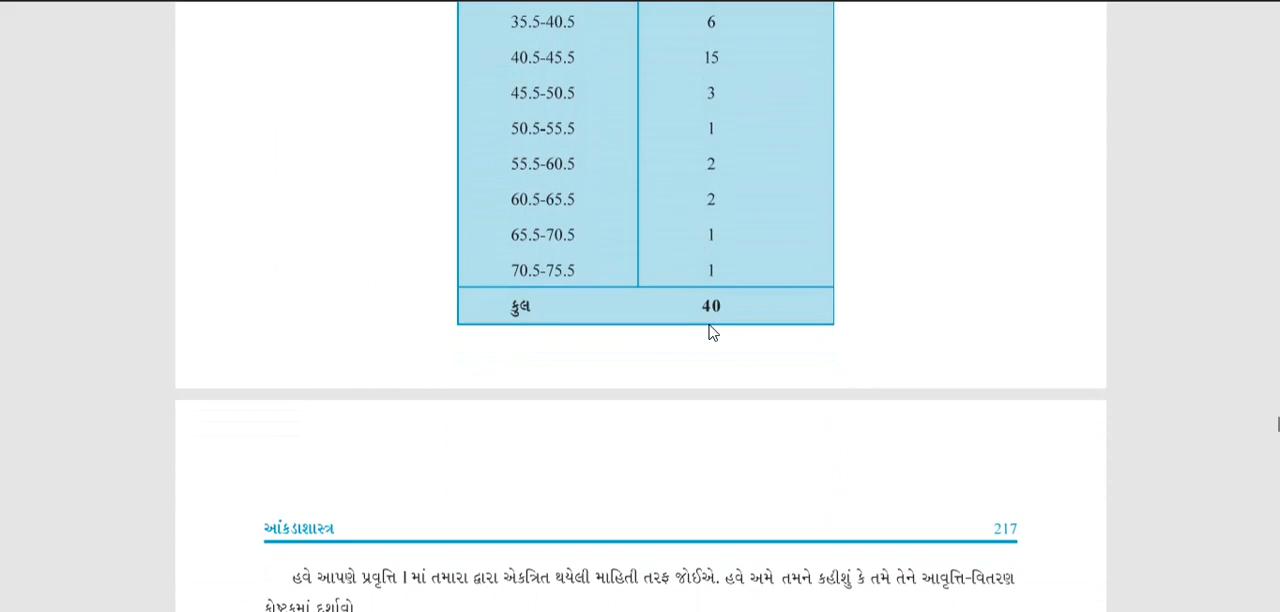 35.5-40.5 6
40.5-45.5 15
45.5-50.5 3
50.5-55.5 1
55.5-60.5 2
60.5-65.5 2
65.5-70.5 1
70.5-75.5 1
કુલ 40
આંકડાશાસ્ત્ર 217
હવે આપણે પ્રવૃત્તિ 1 માં તમારા દ્વારા એકત્રિત થયેલી માહિતી તરફ જોઈએ. હવે અમે તમને કહીશું કે તમે તેને આવૃત્તિ-વિતરણ
કોષ્ટકમાં દર્શાવો.